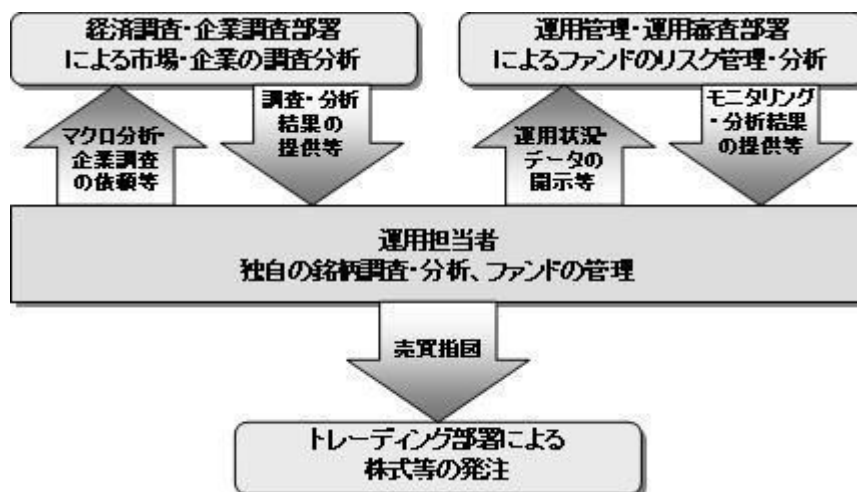 経済調査・企業調査部署
による市場・企業の調査分析
運用管理・運用審査部署
によるファンドのリスク管理・分析
マクロ分析・
企業調査
の依頼等
調査・分析
結果の
提供等
運用状況・
データの
開示等
モニタリング
・分析結果
の提供等
運用担当者
独自の銘柄調査・分析、ファンドの管理
売買指図
トレーディング部署による
株式等の発注